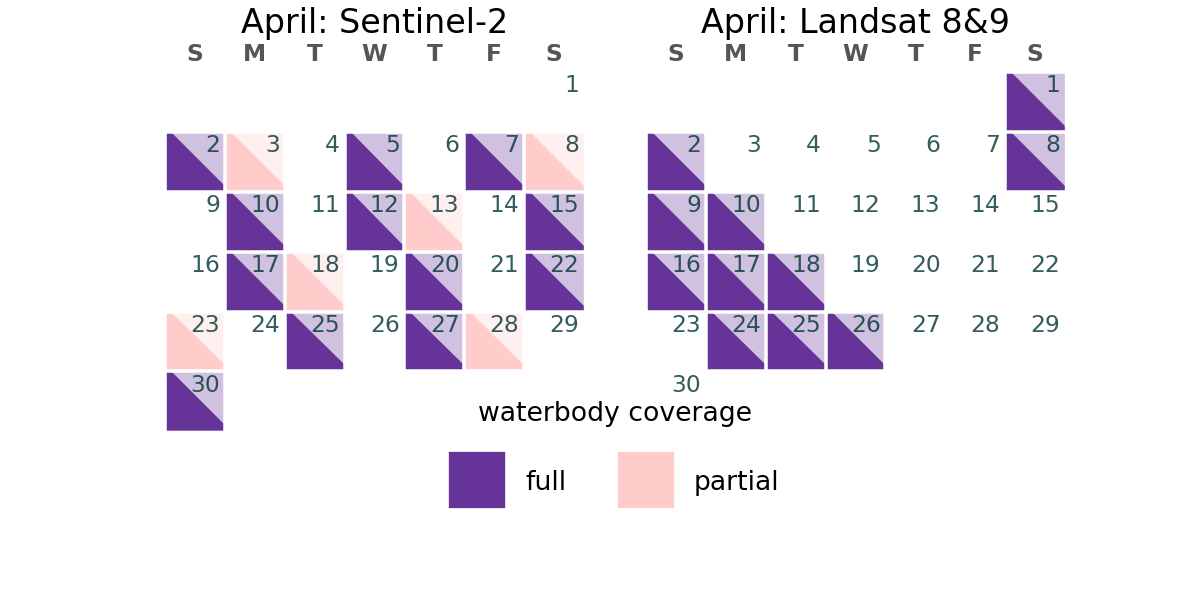 April: Sentinel-2
S M T W T F S
1
2 3 4 5 6 7 8
9 10 11 12 13 14 15
16 17 18 19 20 21 22
23 24 25 26 27 28 29
30
April: Landsat 8&9
S M T W T F S
1
2 3 4 5 6 7 8
9 10 11 12 13 14 15
16 17 18 19 20 21 22
23 24 25 26 27 28 29
30
waterbody coverage
full partial